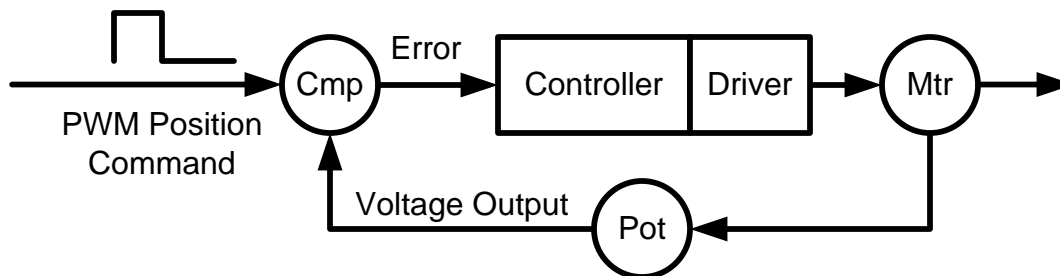 Error
Cmp
Controller
Driver
Mtr
PWM Position
Command
Voltage Output
Pot